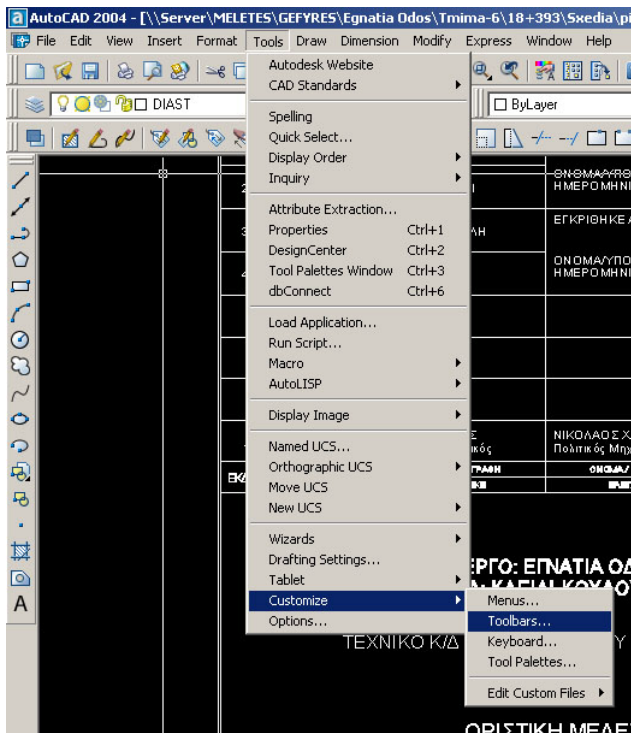 AutoCAD 2004 - [\\Server\MELETES\GEFYRES\Egnatia Odos\Tmima-6\18+393\Sxedia\pi
File Edit View Insert Format Tools Draw Dimension Modify Express Window Help
DIAST
ByLayer
Autodesk Website
CAD Standards
Spelling
Quick Select...
Display Order
Inquiry
Attribute Extraction...
Properties Ctrl+1
DesignCenter Ctrl+2
Tool Palettes Window Ctrl+3
dbConnect Ctrl+6
Load Application...
Run Script...
Macro
AutoLISP
Display Image
Named UCS...
Orthographic UCS
Move UCS
New UCS
Wizards
Drafting Settings...
Tablet
Customize
Options...
Menus...
Toolbars...
Keyboard...
Tool Palettes...
Edit Custom Files
A
ΗΜΕΡΟΜΗΝΙ
ΕΓΚΡΙΘΗΚΕ
ΟΝΟΜΑ/ΥΠΟ
ΗΜΕΡΟΜΗΝΙ
ΝΙΚΟΛΑΟΣ Χ
Πολιτικός Μηχ
ΕΡΓΟ: ΕΓΝΑΤΙΑ ΟΔ
ΤΕΧΝΙΚΟ Κ/Δ
ΟΡΙΣΤΙΚΗ ΜΕΛΕ